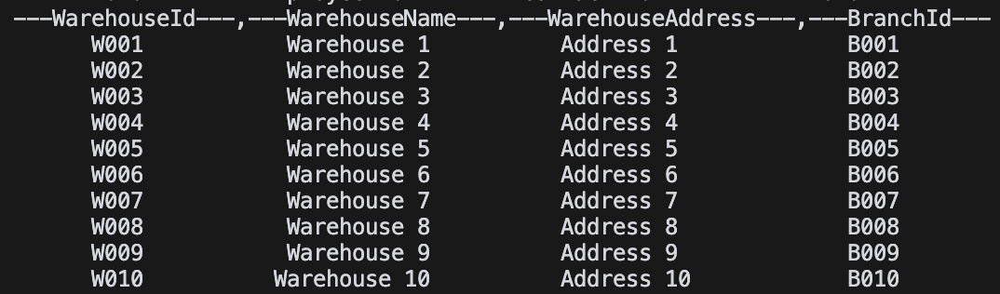 ---WarehouseId---,---WarehouseName---,---WarehouseAddress---,---BranchId---
W001 Warehouse 1 Address 1 B001
W002 Warehouse 2 Address 2 B002
W003 Warehouse 3 Address 3 B003
W004 Warehouse 4 Address 4 B004
W005 Warehouse 5 Address 5 B005
W006 Warehouse 6 Address 6 B006
W007 Warehouse 7 Address 7 B007
W008 Warehouse 8 Address 8 B008
W009 Warehouse 9 Address 9 B009
W010 Warehouse 10 Address 10 B010